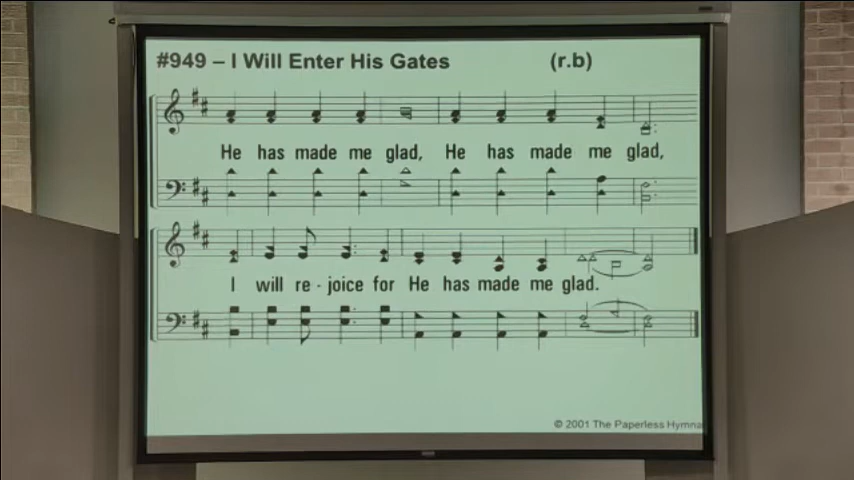 #949 – I Will Enter His Gates (r.b)
He has made me glad, He has made me glad,
I will re - joice for He has made me glad.
© 2001 The Paperless Hymna